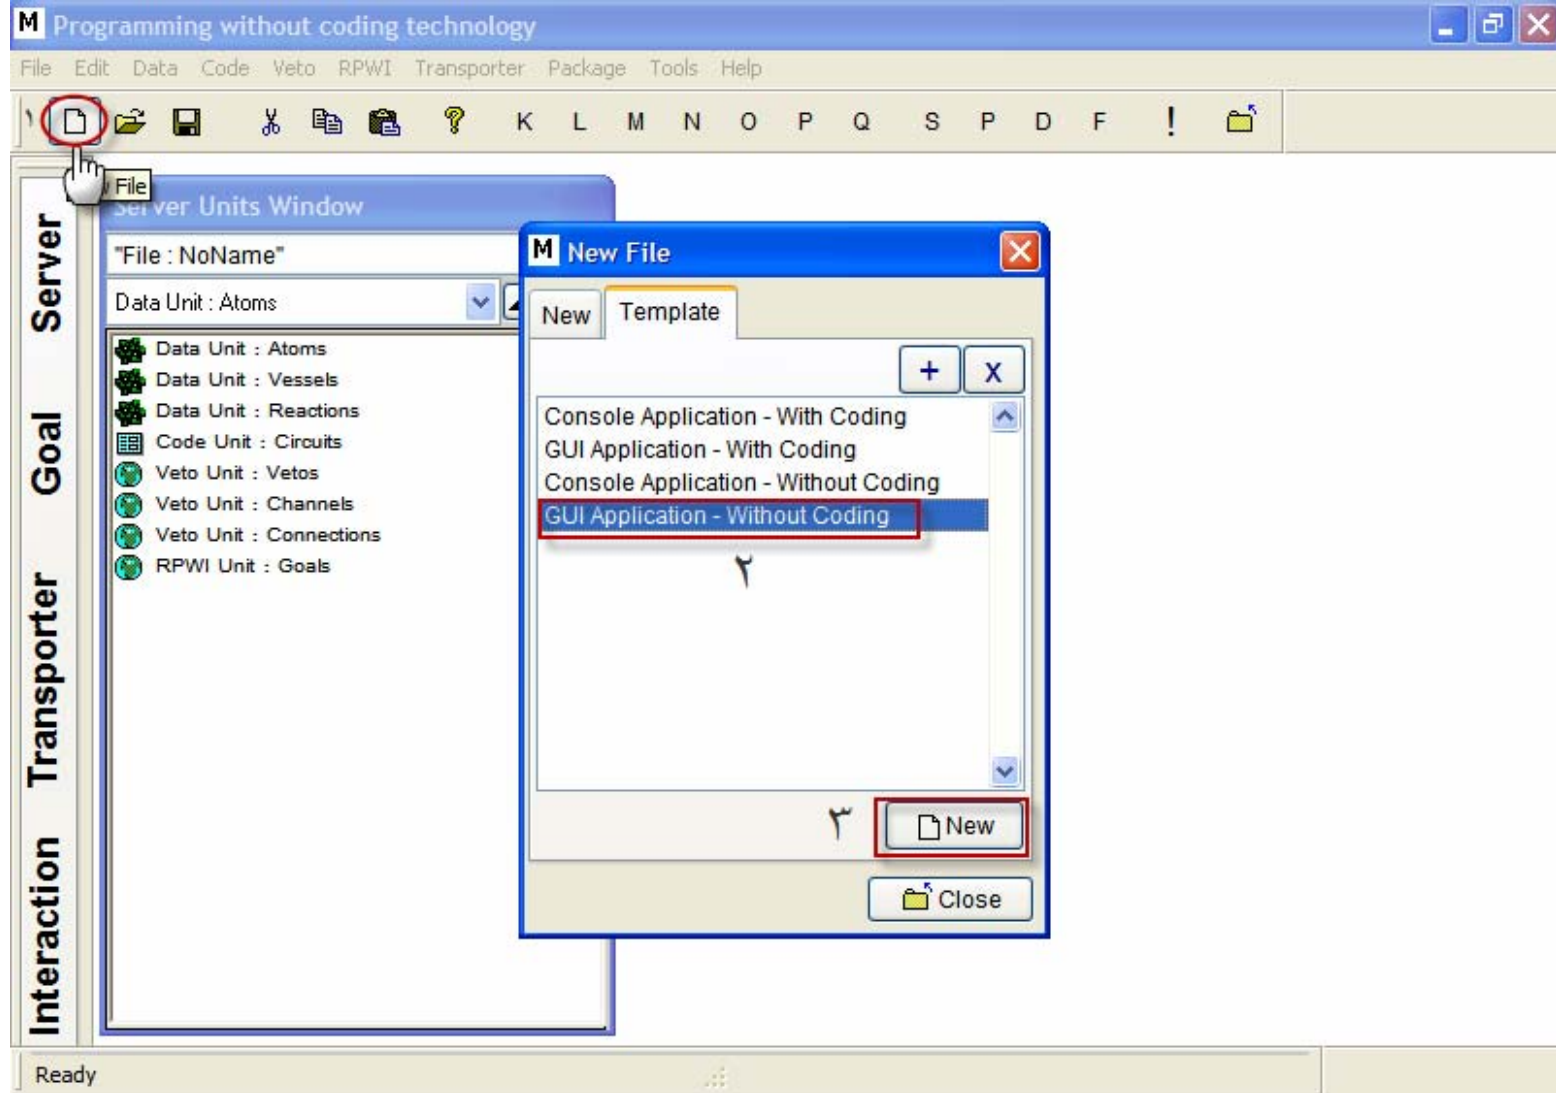 M Programming without coding technology
File Edit Data Code Veto RPWI Transporter Package Tools Help
١ K L M N O P Q S P D F !
File
Server Units Window
"File : NoName"
Data Unit : Atoms
Data Unit : Atoms
Data Unit : Vessels
Data Unit : Reactions
Code Unit : Circuits
Veto Unit : Vetos
Veto Unit : Channels
Veto Unit : Connections
RPWI Unit : Goals
Server
Goal
Transporter
Interaction
M New File
New Template
+ x
Console Application - With Coding
GUI Application - With Coding
Console Application - Without Coding
GUI Application - Without Coding
٢
٣ New
Close
Ready